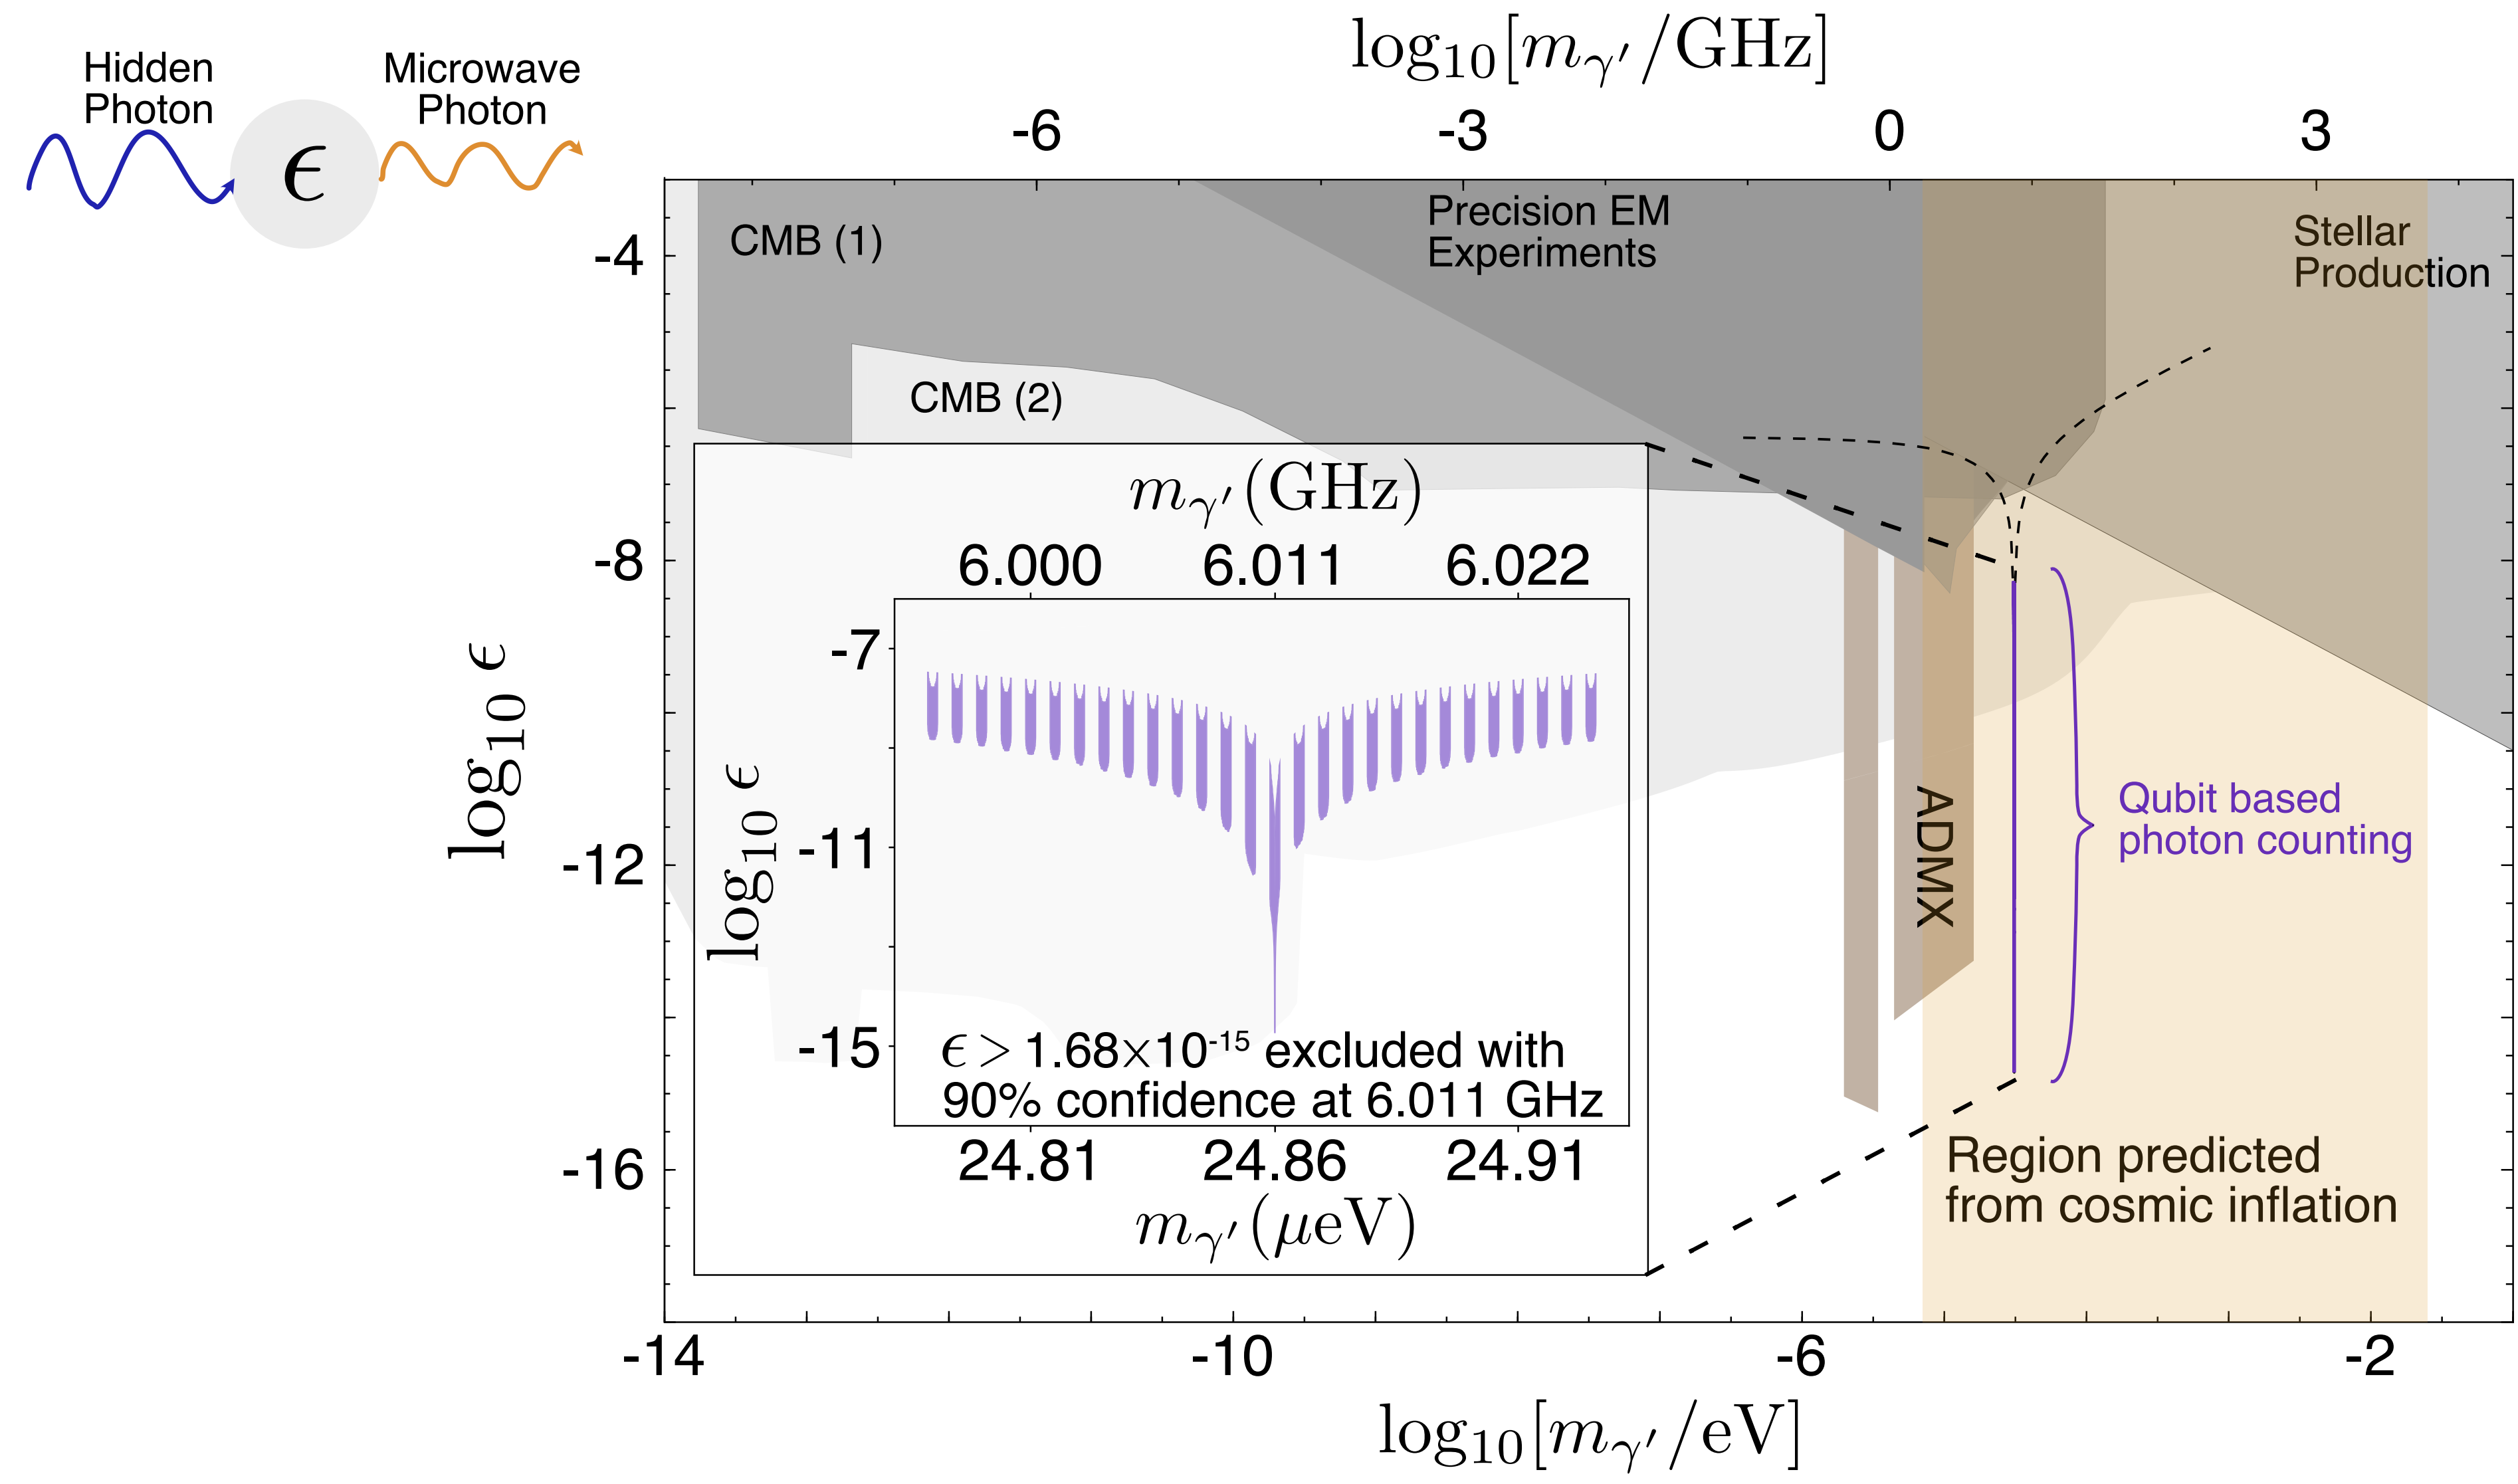 Hidden
Photon
Microwave
Photon
ϵ
log₁₀[mγ′/GHz]
-6 -3 0 3
CMB (1)
Precision EM
Experiments
Stellar
Production
CMB (2)
log₁₀ ϵ
-4
-8
-12
-16
mγ′(GHz)
6.000 6.011 6.022
log₁₀ ϵ
-7
-11
-15
ϵ > 1.68×10⁻¹⁵ excluded with
90% confidence at 6.011 GHz
24.81 24.86 24.91
mγ′(μeV)
ADMX
Qubit based
photon counting
Region predicted
from cosmic inflation
-14 -10 -6 -2
log₁₀[mγ′/eV]